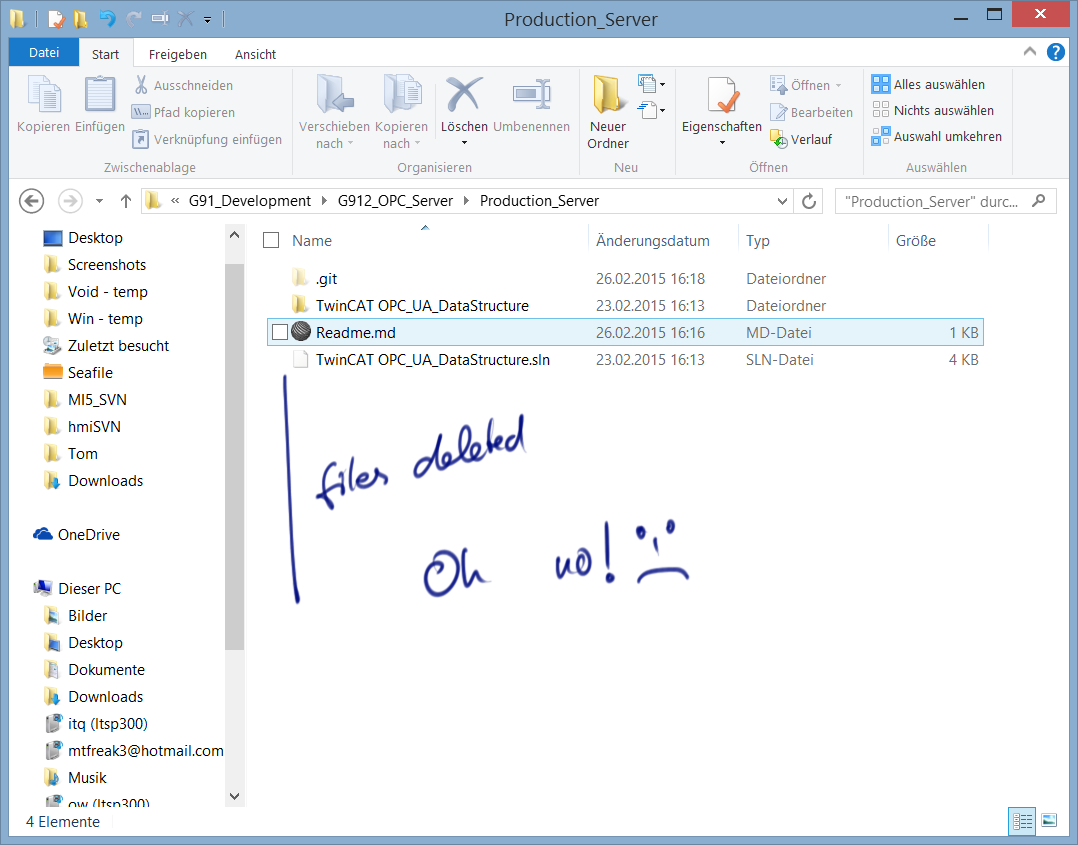 Production_Server
Datei Start Freigeben Ansicht
Kopieren Einfügen
Ausschneiden
Pfad kopieren
Verknüpfung einfügen
Zwischenablage
Verschieben nach
Kopieren nach
Löschen
Umbenennen
Organisieren
Neuer Ordner
Neu
Eigenschaften
Öffnen
Bearbeiten
Verlauf
Öffnen
Alles auswählen
Nichts auswählen
Auswahl umkehren
Auswählen
« G91_Development G912_OPC_Server Production_Server
"Production_Server" durc...
Desktop
Screenshots
Void - temp
Win - temp
Zuletzt besucht
Seafile
MI5_SVN
hmiSVN
Tom
Downloads
OneDrive
Dieser PC
Bilder
Desktop
Dokumente
Downloads
itq (ltsp300)
mtfreak3@hotmail.com
Musik
ow (ltsp300)
Name Änderungsdatum Typ Größe
.git 26.02.2015 16:18 Dateiordner
TwinCAT OPC_UA_DataStructure 23.02.2015 16:13 Dateiordner
Readme.md 26.02.2015 16:16 MD-Datei 1 KB
TwinCAT OPC_UA_DataStructure.sln 23.02.2015 16:13 SLN-Datei 4 KB
files deleted
Oh no!
4 Elemente